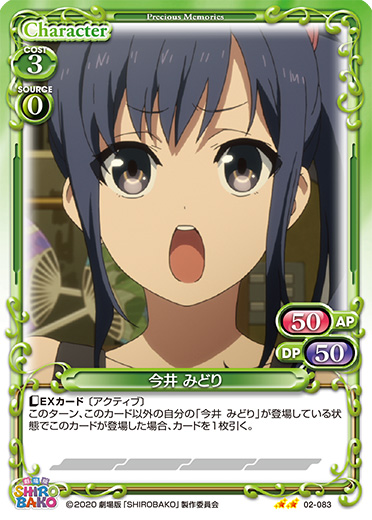 Precious Memories
Character
COST
3
SOURCE
0
50 AP
DP 50
今井 みどり
EXカード〔アクティブ〕
このターン、このカード以外の自分の「今井 みどり」が登場している状
態でこのカードが登場した場合、カードを1枚引く。
劇場版
SHIRO
BAKO
©2020 劇場版「SHIROBAKO」製作委員会
02-083